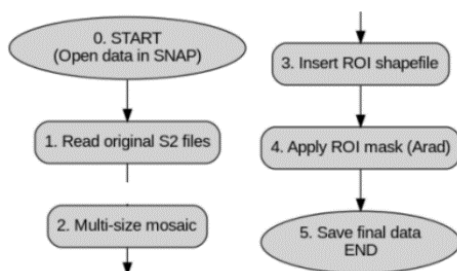 0. START
(Open data in SNAP)
1. Read original S2 files
2. Multi-size mosaic
3. Insert ROI shapefile
4. Apply ROI mask (Arad)
5. Save final data
END